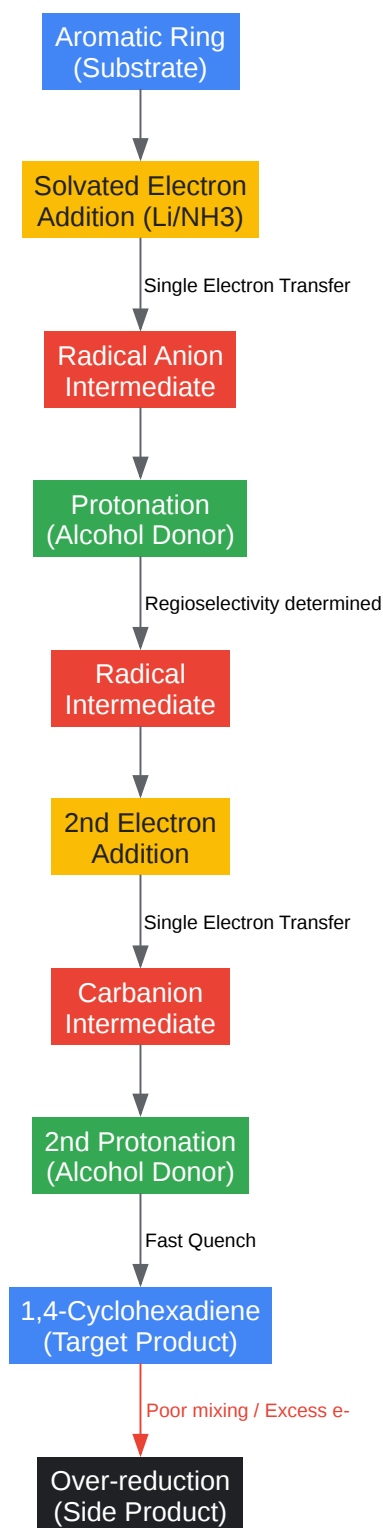 Aromatic Ring
(Substrate)
Solvated Electron
Addition (Li/NH3)
Single Electron Transfer
Radical Anion
Intermediate
Protonation
(Alcohol Donor)
Regioselectivity determined
Radical
Intermediate
2nd Electron
Addition
Single Electron Transfer
Carbanion
Intermediate
2nd Protonation
(Alcohol Donor)
Fast Quench
1,4-Cyclohexadiene
(Target Product)
Poor mixing / Excess e-
Over-reduction
(Side Product)